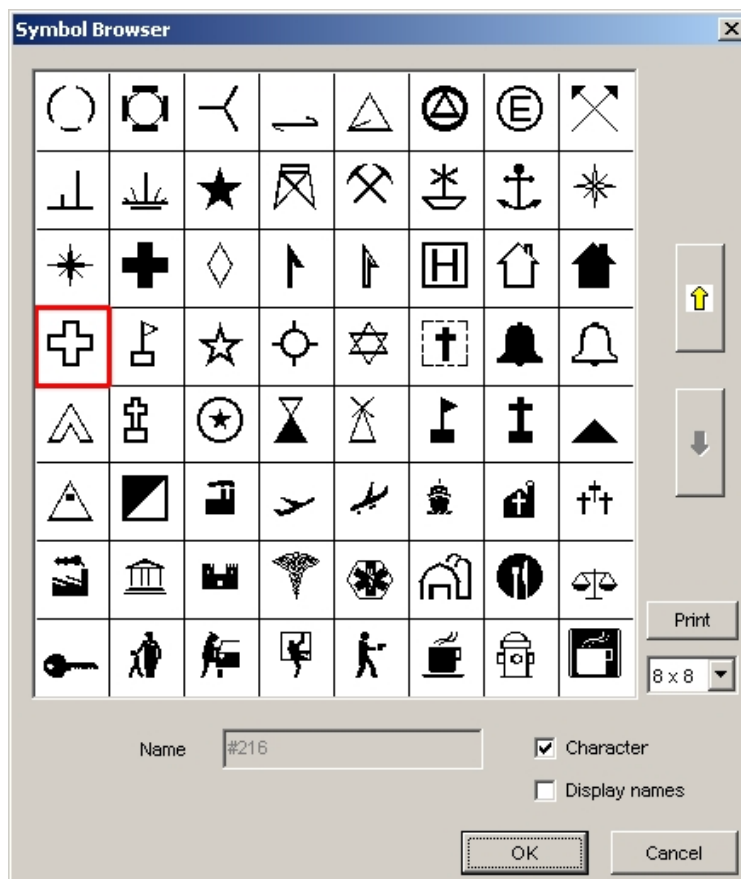 Symbol Browser
E
H
Print
8 x 8
Name
#216
Character
Display names
OK
Cancel